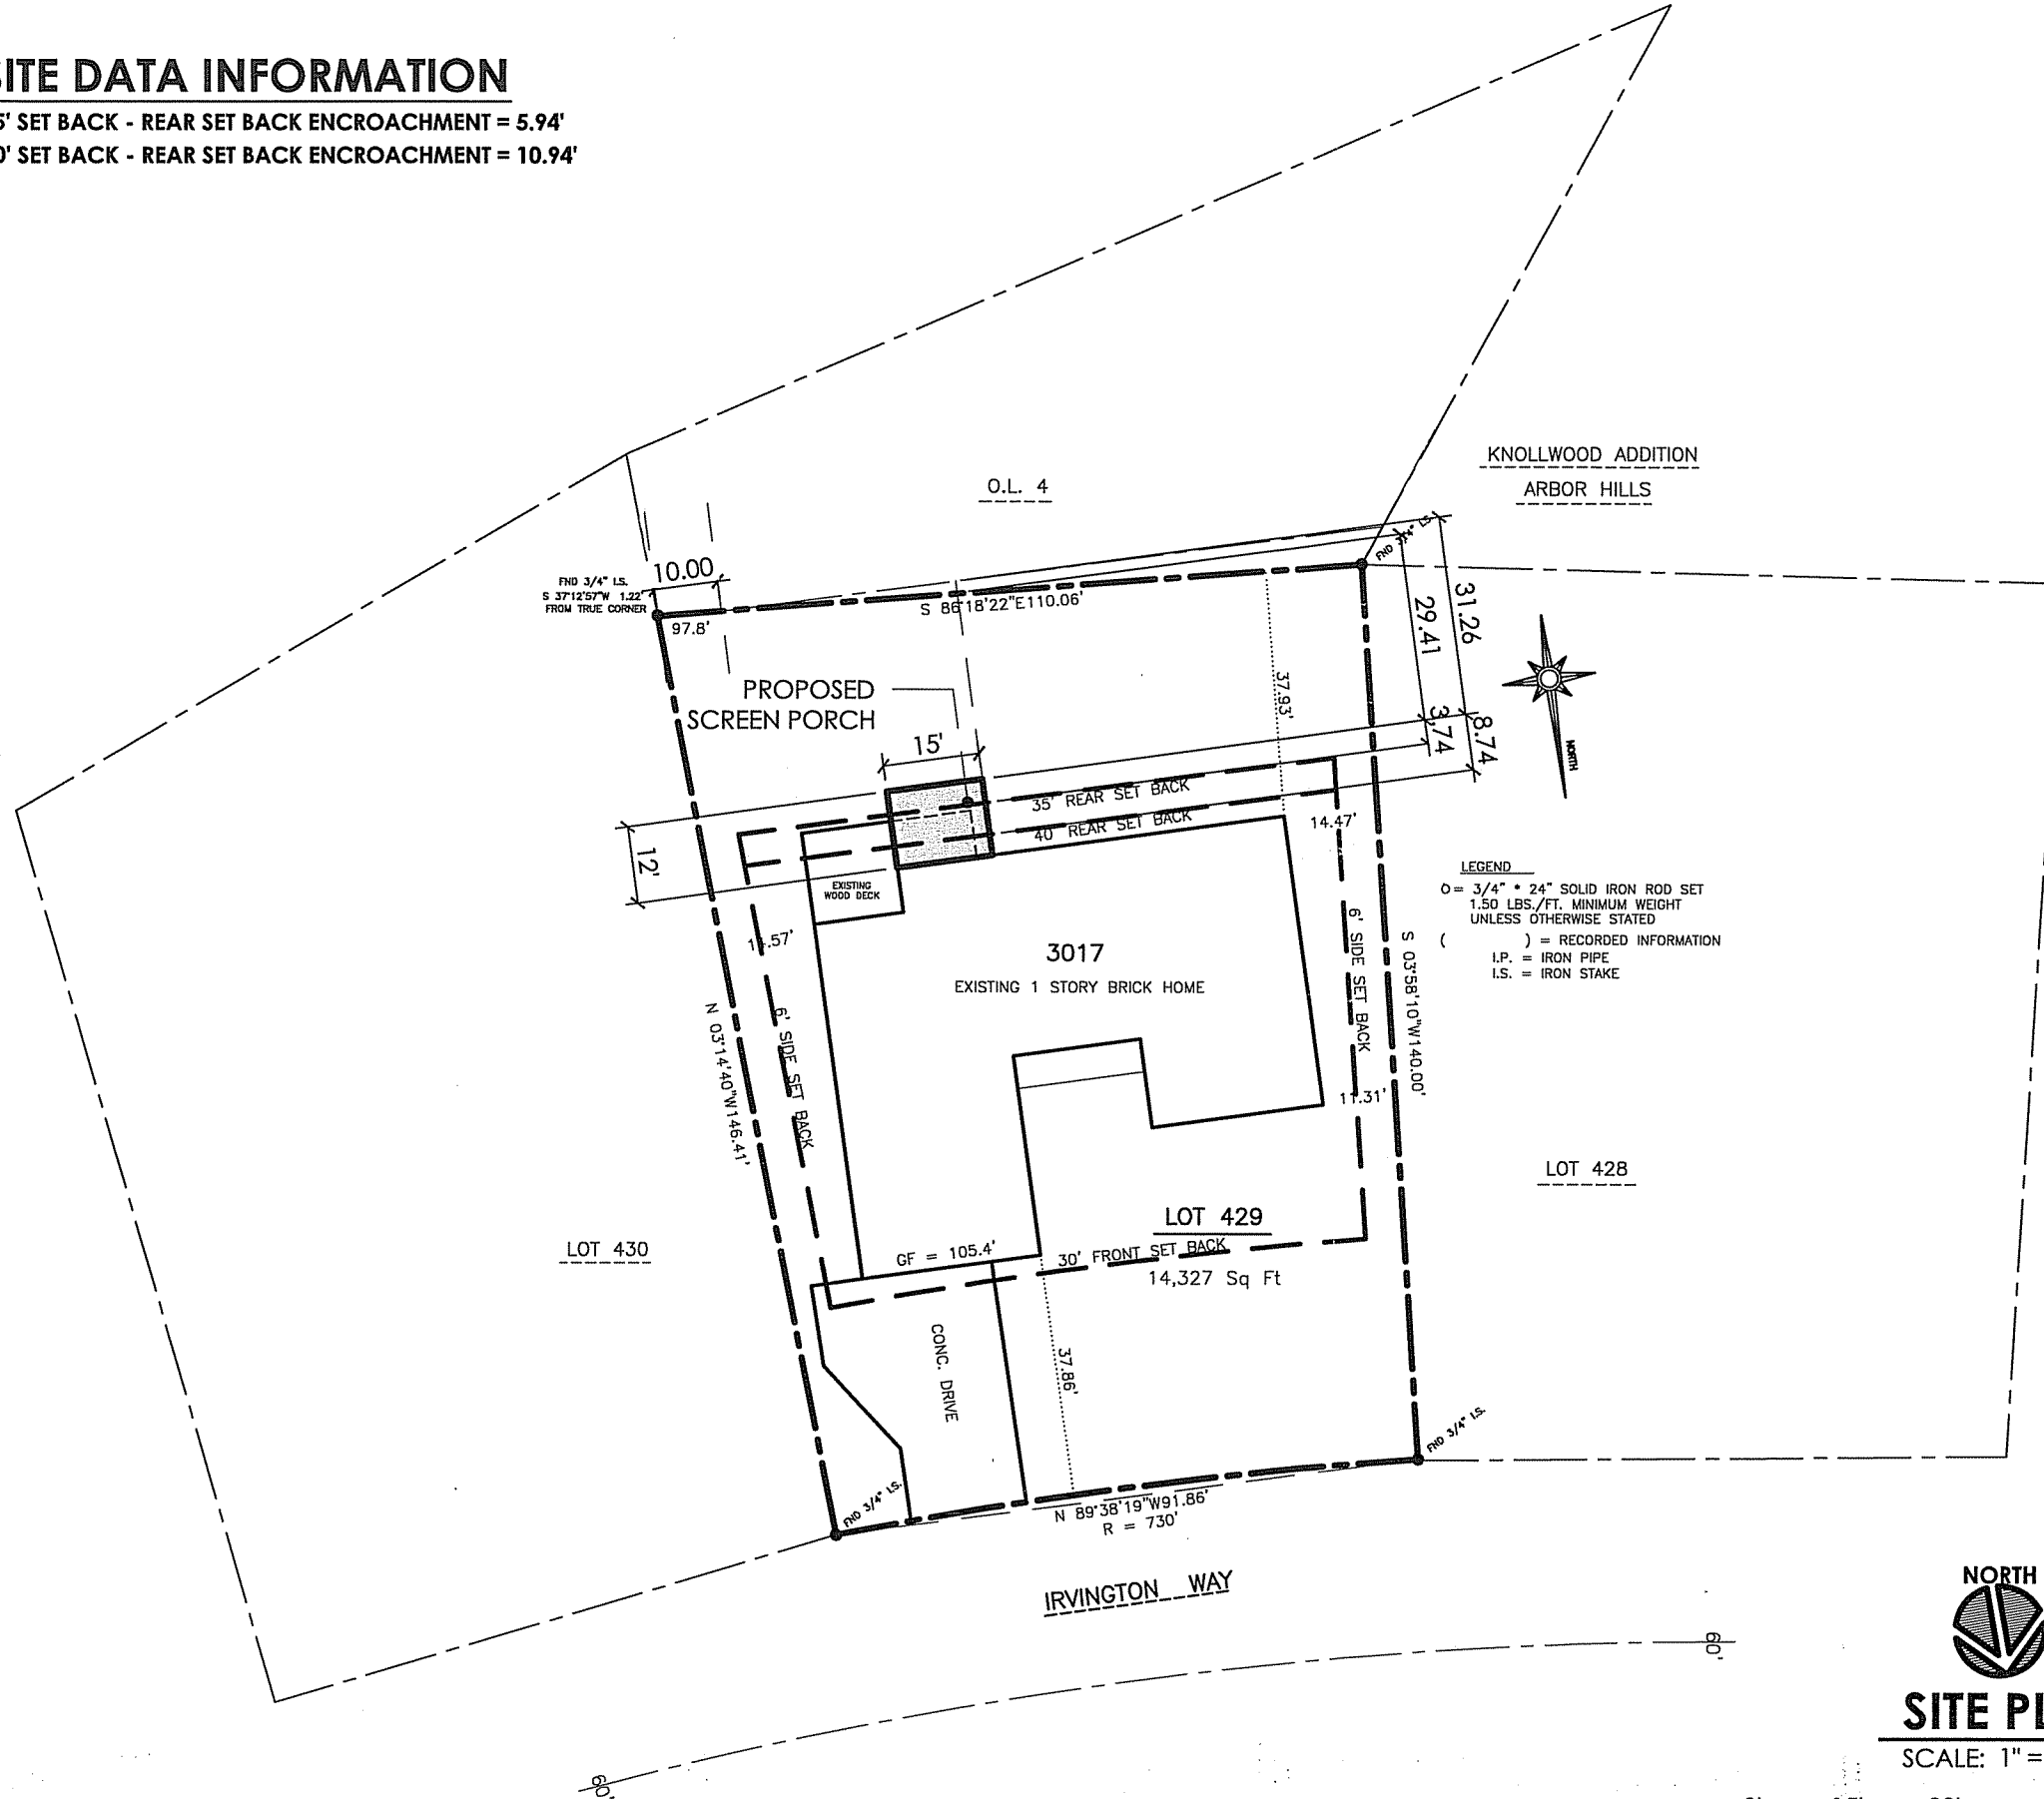 SITE DATA INFORMATION
5' SET BACK - REAR SET BACK ENCROACHMENT = 5.94'
0' SET BACK - REAR SET BACK ENCROACHMENT = 10.94'
O.L. 4
KNOLLWOOD ADDITION
ARBOR HILLS
FND 3/4" I.S.
S 37°12'57"W 1.22'
FROM TRUE CORNER
10.00
97.8'
S 86°18'22"E110.06'
FND 3/4" I.S.
31.26
29.41
3.74
8.74
37.93'
NORTH
PROPOSED
SCREEN PORCH
15'
12'
35' REAR SET BACK
40' REAR SET BACK
14.47'
EXISTING
WOOD DECK
3017
EXISTING 1 STORY BRICK HOME
LEGEND
O= 3/4" * 24" SOLID IRON ROD SET
1.50 LBS./FT. MINIMUM WEIGHT
UNLESS OTHERWISE STATED
( ) = RECORDED INFORMATION
I.P. = IRON PIPE
I.S. = IRON STAKE
6' SIDE SET BACK
N 03°14'40"W146.41'
6' SIDE SET BACK
S 03°58'10"W140.00'
11.31'
LOT 428
LOT 429
LOT 430
GF = 105.4'
30' FRONT SET BACK
14,327 Sq Ft
CONC. DRIVE
37.86'
FND 3/4" I.S.
FND 3/4" I.S.
N 89°38'19"W91.86'
R = 730'
IRVINGTON WAY
60'
60'
NORTH
SITE PL
SCALE: 1" =